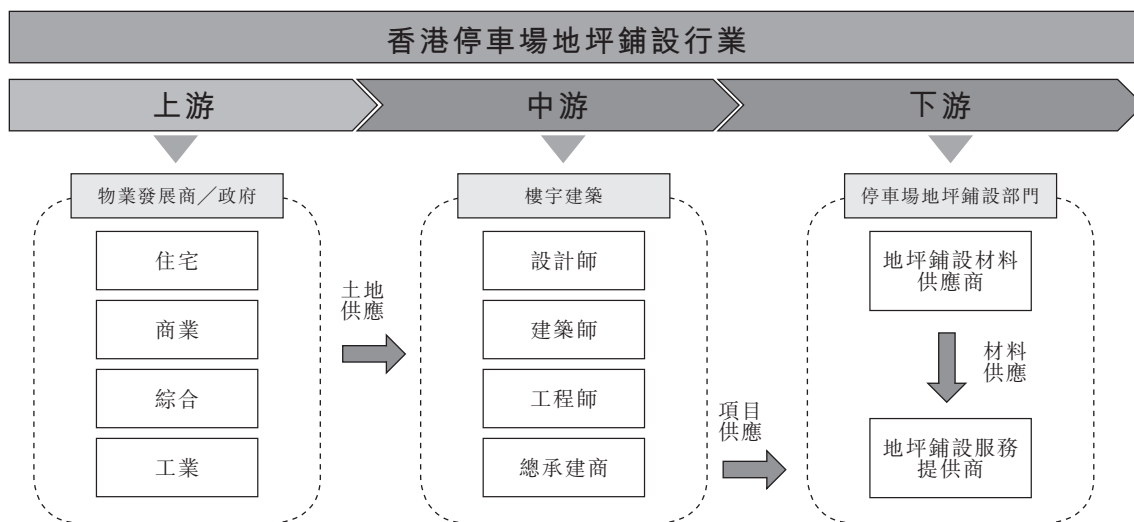 香港停車場地坪鋪設行業
上游
中游
下游
物業發展商／政府
住宅
商業
綜合
工業
土地
供應
樓宇建築
設計師
建築師
工程師
總承建商
項目
供應
停車場地坪鋪設部門
地坪鋪設材料
供應商
材料
供應
地坪鋪設服務
提供商